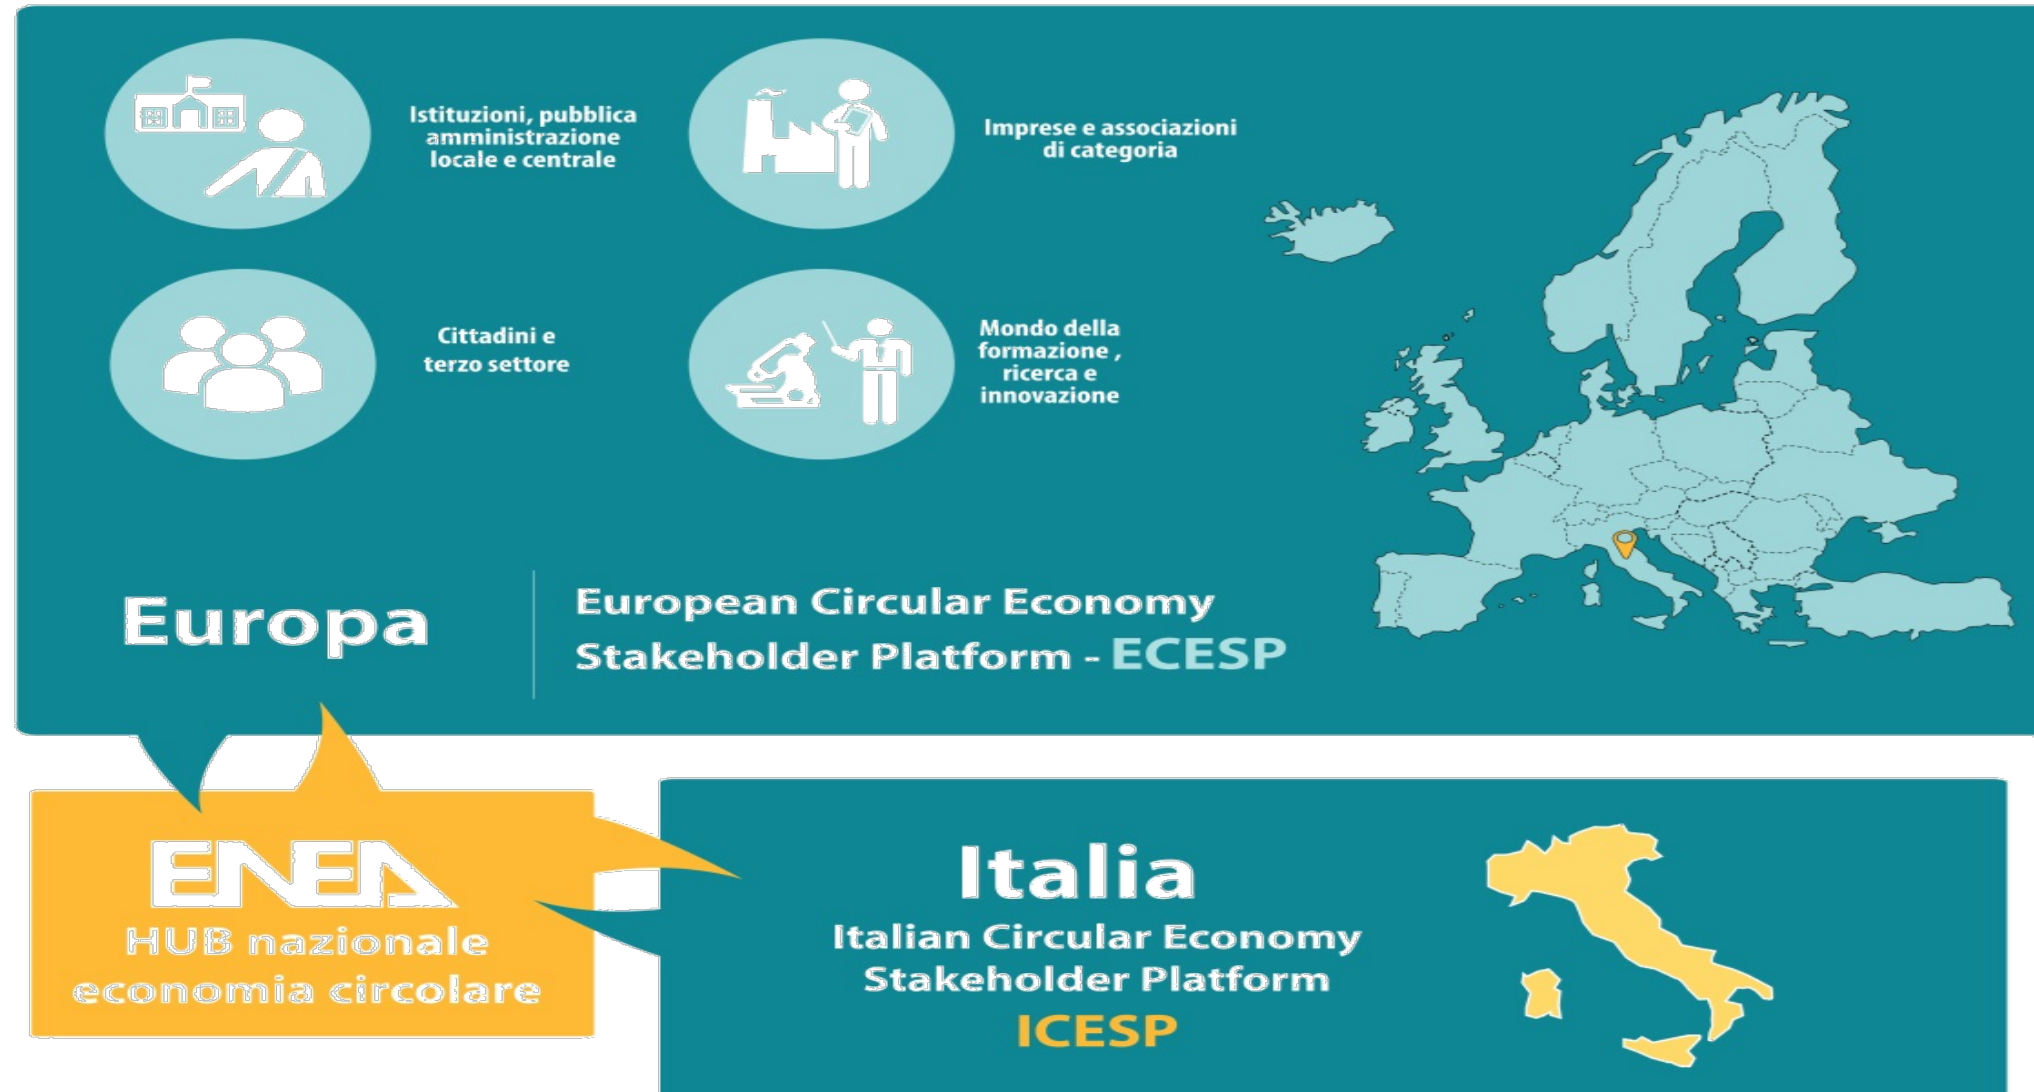 Istituzioni, pubblica
amministrazione
locale e centrale
Imprese e associazioni
di categoria
Cittadini e
terzo settore
Mondo della
formazione ,
ricerca e
innovazione
Europa
European Circular Economy
Stakeholder Platform - ECESP
ENEA
HUB nazionale
economia circolare
Italia
Italian Circular Economy
Stakeholder Platform
ICESP